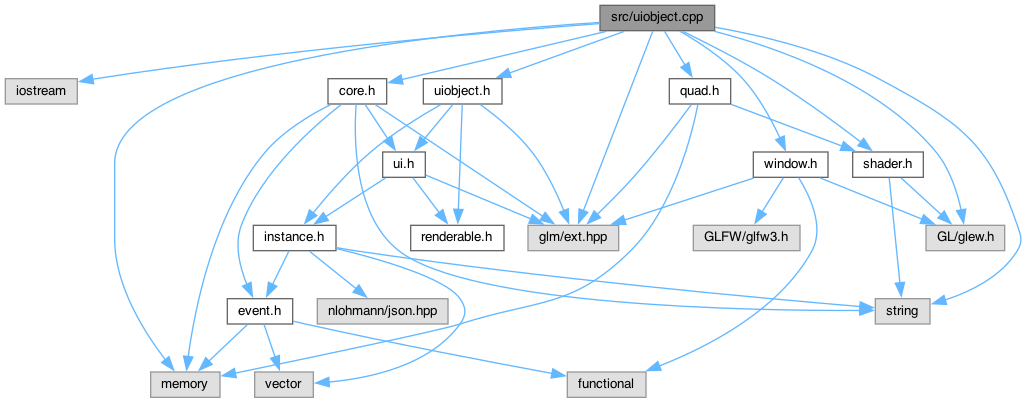 src/uiobject.cpp
iostream
core.h
uiobject.h
quad.h
ui.h
window.h
shader.h
instance.h
renderable.h
glm/ext.hpp
GLFW/glfw3.h
GL/glew.h
event.h
nlohmann/json.hpp
string
memory
vector
functional